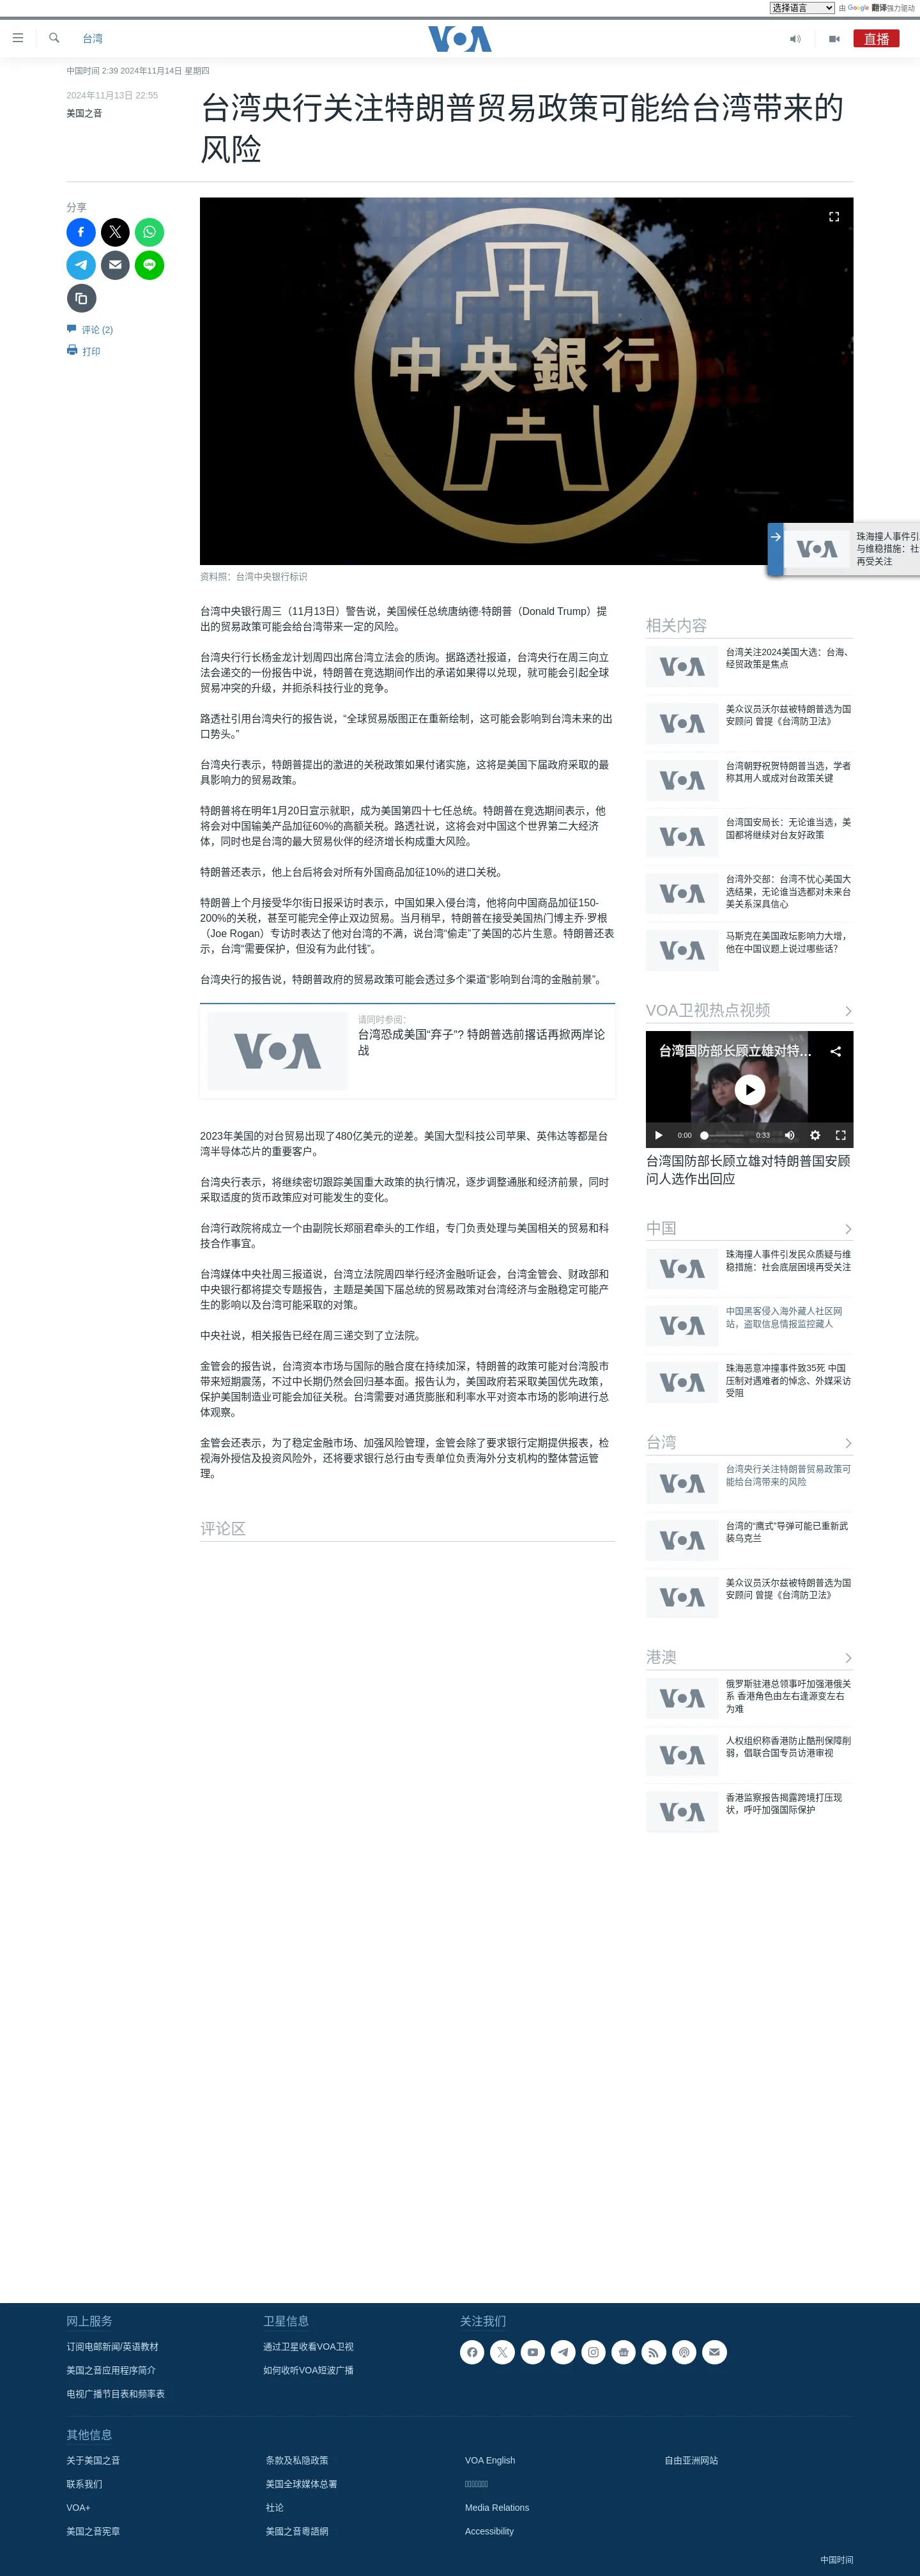 选择语言 由 Google 翻译强力驱动
台湾
VOA
直播
中国时间 2:39 2024年11月14日 星期四
2024年11月13日 22:55
美国之音
台湾央行关注特朗普贸易政策可能给台湾带来的
风险
分享
评论 (2)
打印
中央銀行
资料照：台湾中央银行标识
VOA
珠海撞人事件引
与维稳措施：社
再受关注
台湾中央银行周三（11月13日）警告说，美国候任总统唐纳德·特朗普（Donald Trump）提
出的贸易政策可能会给台湾带来一定的风险。
台湾央行行长杨金龙计划周四出席台湾立法会的质询。据路透社报道，台湾央行在周三向立
法会递交的一份报告中说，特朗普在竞选期间作出的承诺如果得以兑现，就可能会引起全球
贸易冲突的升级，并扼杀科技行业的竞争。
路透社引用台湾央行的报告说，“全球贸易版图正在重新绘制，这可能会影响到台湾未来的出
口势头。”
台湾央行表示，特朗普提出的激进的关税政策如果付诸实施，这将是美国下届政府采取的最
具影响力的贸易政策。
特朗普将在明年1月20日宣示就职，成为美国第四十七任总统。特朗普在竞选期间表示，他
将会对中国输美产品加征60%的高额关税。路透社说，这将会对中国这个世界第二大经济
体，同时也是台湾的最大贸易伙伴的经济增长构成重大风险。
特朗普还表示，他上台后将会对所有外国商品加征10%的进口关税。
特朗普上个月接受华尔街日报采访时表示，中国如果入侵台湾，他将向中国商品加征150-
200%的关税，甚至可能完全停止双边贸易。当月稍早，特朗普在接受美国热门博主乔·罗根
（Joe Rogan）专访时表达了他对台湾的不满，说台湾“偷走”了美国的芯片生意。特朗普还表
示，台湾“需要保护，但没有为此付钱”。
台湾央行的报告说，特朗普政府的贸易政策可能会透过多个渠道“影响到台湾的金融前景”。
VOA
请同时参阅：
台湾恐成美国“弃子”? 特朗普选前撂话再掀两岸论
战
2023年美国的对台贸易出现了480亿美元的逆差。美国大型科技公司苹果、英伟达等都是台
湾半导体芯片的重要客户。
台湾央行表示，将继续密切跟踪美国重大政策的执行情况，逐步调整通胀和经济前景，同时
采取适度的货币政策应对可能发生的变化。
台湾行政院将成立一个由副院长郑丽君牵头的工作组，专门负责处理与美国相关的贸易和科
技合作事宜。
台湾媒体中央社周三报道说，台湾立法院周四举行经济金融听证会，台湾金管会、财政部和
中央银行都将提交专题报告，主题是美国下届总统的贸易政策对台湾经济与金融稳定可能产
生的影响以及台湾可能采取的对策。
中央社说，相关报告已经在周三递交到了立法院。
金管会的报告说，台湾资本市场与国际的融合度在持续加深，特朗普的政策可能对台湾股市
带来短期震荡，不过中长期仍然会回归基本面。报告认为，美国政府若采取美国优先政策，
保护美国制造业可能会加征关税。台湾需要对通货膨胀和利率水平对资本市场的影响进行总
体观察。
金管会还表示，为了稳定金融市场、加强风险管理，金管会除了要求银行定期提供报表，检
视海外授信及投资风险外，还将要求银行总行由专责单位负责海外分支机构的整体营运管
理。
评论区
相关内容
VOA
台湾关注2024美国大选：台海、
经贸政策是焦点
VOA
美众议员沃尔兹被特朗普选为国
安顾问 曾提《台湾防卫法》
VOA
台湾朝野祝贺特朗普当选，学者
称其用人或成对台政策关键
VOA
台湾国安局长：无论谁当选，美
国都将继续对台友好政策
VOA
台湾外交部：台湾不忧心美国大
选结果，无论谁当选都对未来台
美关系深具信心
VOA
马斯克在美国政坛影响力大增，
他在中国议题上说过哪些话?
VOA卫视热点视频
台湾国防部长顾立雄对特…
0:00 0:33
台湾国防部长顾立雄对特朗普国安顾
问人选作出回应
中国
VOA
珠海撞人事件引发民众质疑与维
稳措施：社会底层困境再受关注
VOA
中国黑客侵入海外藏人社区网
站，盗取信息情报监控藏人
VOA
珠海恶意冲撞事件致35死 中国
压制对遇难者的悼念、外媒采访
受阻
台湾
VOA
台湾央行关注特朗普贸易政策可
能给台湾带来的风险
VOA
台湾的“鹰式”导弹可能已重新武
装乌克兰
VOA
美众议员沃尔兹被特朗普选为国
安顾问 曾提《台湾防卫法》
港澳
VOA
俄罗斯驻港总领事吁加强港俄关
系 香港角色由左右逢源变左右
为难
VOA
人权组织称香港防止酷刑保障削
弱，倡联合国专员访港审视
VOA
香港监察报告揭露跨境打压现
状，呼吁加强国际保护
网上服务
订阅电邮新闻/英语教材
美国之音应用程序简介
电视广播节目表和频率表
卫星信息
通过卫星收看VOA卫视
如何收听VOA短波广播
关注我们
其他信息
关于美国之音
联系我们
VOA+
美国之音宪章
条款及私隐政策
美国全球媒体总署
社论
美國之音粵語網
VOA English
Media Relations
Accessibility
自由亚洲网站
中国时间